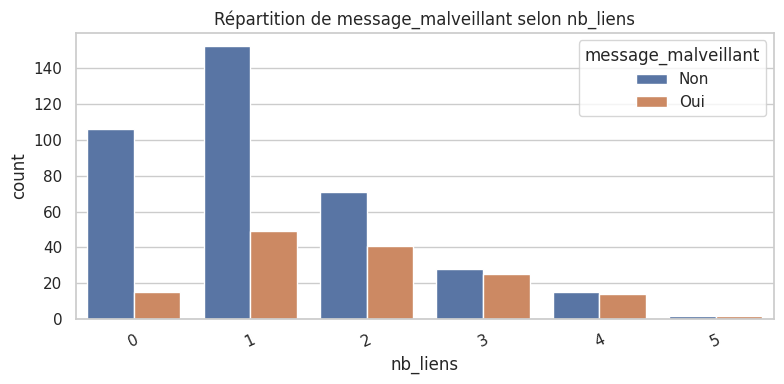 Répartition de message_malveillant selon nb_liens
message_malveillant
Non
Oui
count
140
120
100
80
60
40
20
0
0 1 2 3 4 5
nb_liens